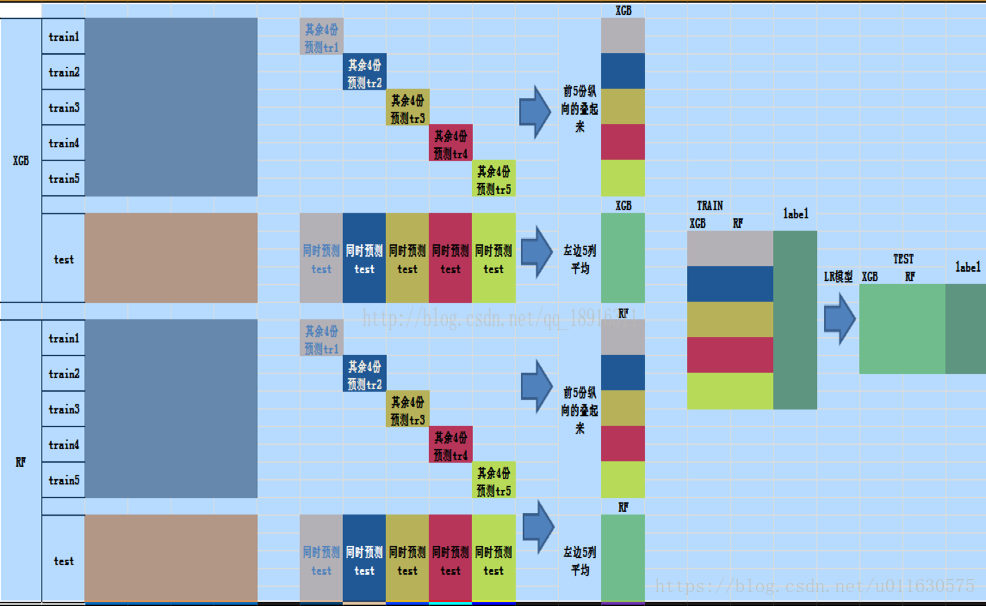 XGB
XGB
train1
train2
train3
train4
train5
其余4份
预测tr1
其余4份
预测tr2
其余4份
预测tr3
其余4份
预测tr4
其余4份
预测tr5
前5份纵
向的叠起
来
XGB
test
同时预测
test
同时预测
test
同时预测
test
同时预测
test
同时预测
test
左边5列
平均
TRAIN
XGB RF
label
LR模型
TEST
XGB RF
label
http://blog.csdn.net/qq_18916
RF
RF
train1
train2
train3
train4
train5
其余4份
预测tr1
其余4份
预测tr2
其余4份
预测tr3
其余4份
预测tr4
其余4份
预测tr5
前5份纵
向的叠起
来
RF
test
同时预测
test
同时预测
test
同时预测
test
同时预测
test
同时预测
test
左边5列
平均
https://blog.csdn.net/u011630575